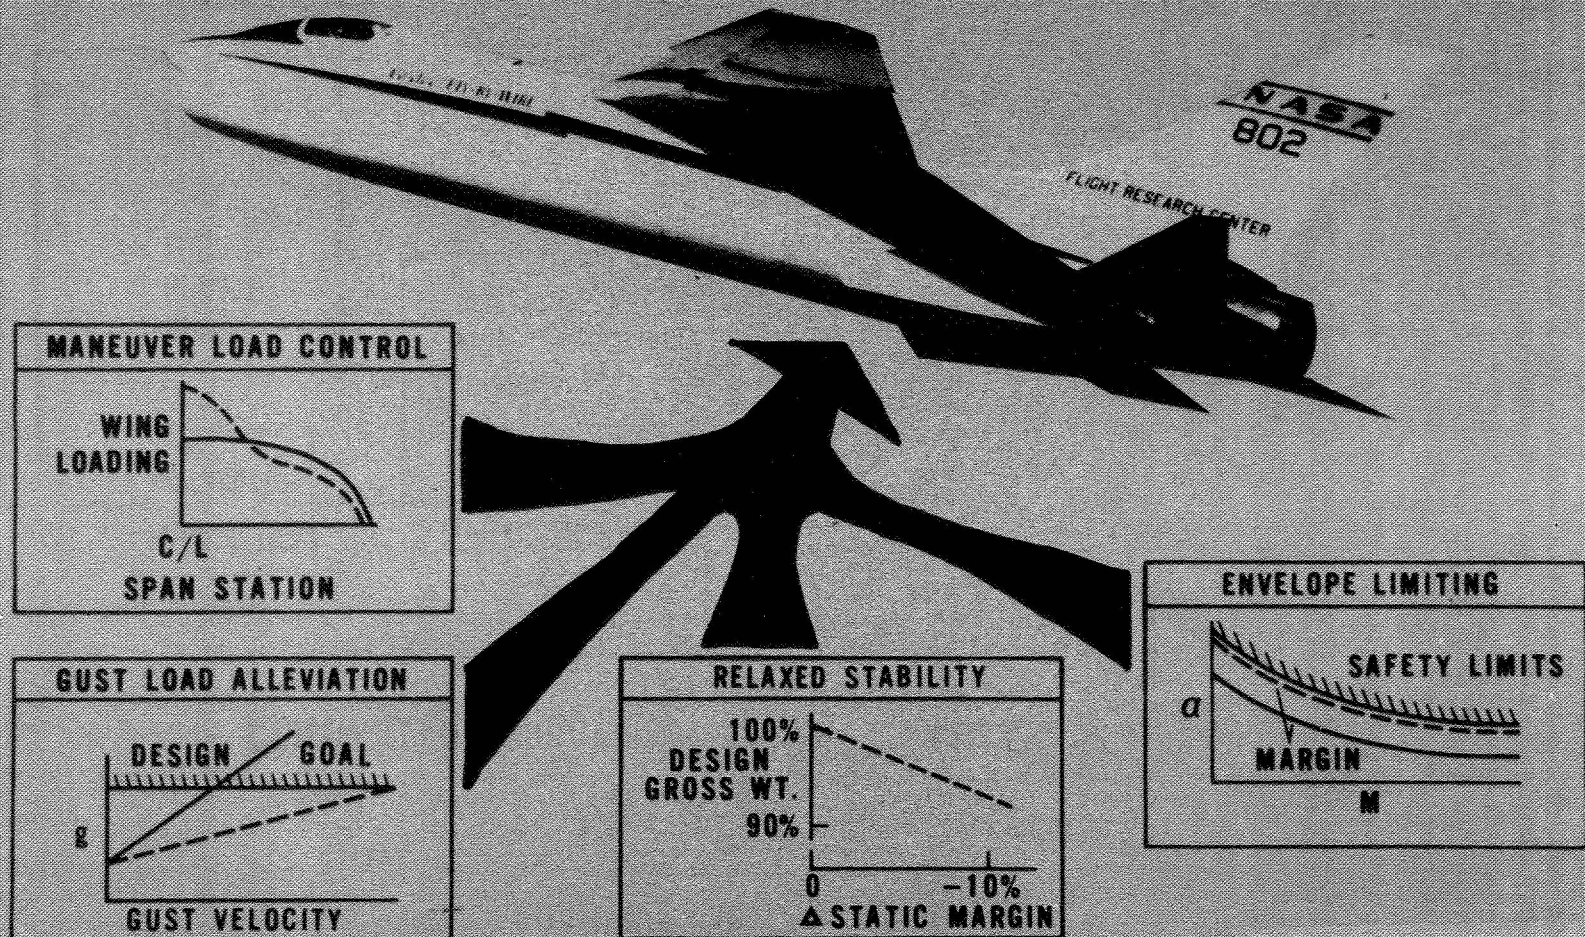 NASA
802
FLIGHT RESEARCH CENTER
MANEUVER LOAD CONTROL
WING
LOADING
C/L
SPAN STATION
GUST LOAD ALLEVIATION
DESIGN GOAL
g
GUST VELOCITY
RELAXED STABILITY
100%
DESIGN
GROSS WT.
90%
0 -10%
Δ STATIC MARGIN
ENVELOPE LIMITING
SAFETY LIMITS
α
MARGIN
M